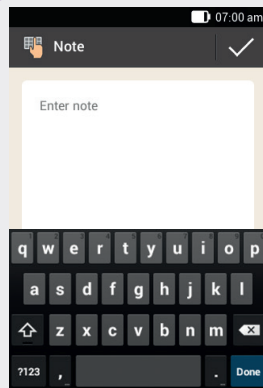 07:00 am
Note
Enter note
q w e r t y u i o p
a s d f g h j k l
z x c v b n m
?123 , . Done